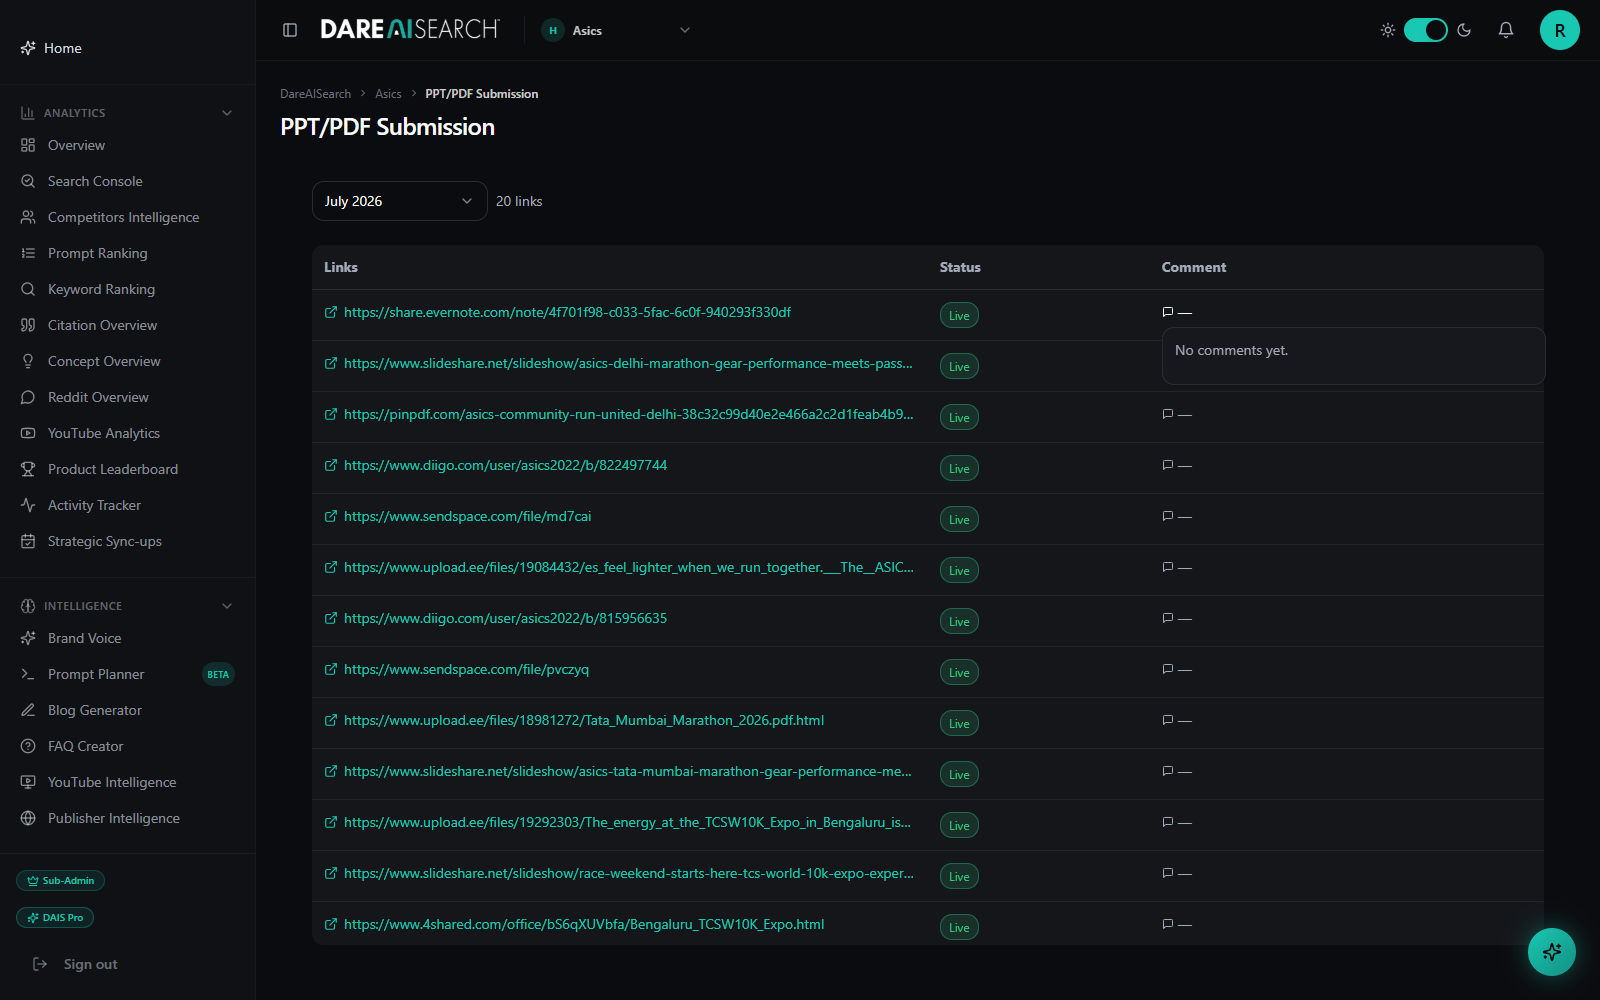 Home
DARE AI SEARCH
H Asics
R
ANALYTICS
Overview
Search Console
Competitors Intelligence
Prompt Ranking
Keyword Ranking
Citation Overview
Concept Overview
Reddit Overview
YouTube Analytics
Product Leaderboard
Activity Tracker
Strategic Sync-ups
INTELLIGENCE
Brand Voice
Prompt Planner BETA
Blog Generator
FAQ Creator
YouTube Intelligence
Publisher Intelligence
Sub-Admin
DAIS Pro
Sign out
DareAISearch > Asics > PPT/PDF Submission
PPT/PDF Submission
July 2026 20 links
Links Status Comment
https://share.evernote.com/note/4f701f98-c033-5fac-6c0f-940293f330df Live —
No comments yet.
https://www.slideshare.net/slideshow/asics-delhi-marathon-gear-performance-meets-pass... Live
https://pinpdf.com/asics-community-run-united-delhi-38c32c99d40e2e466a2c2d1feab4b9... Live —
https://www.diigo.com/user/asics2022/b/822497744 Live —
https://www.sendspace.com/file/md7cai Live —
https://www.upload.ee/files/19084432/es_feel_lighter_when_we_run_together.___The__ASIC... Live —
https://www.diigo.com/user/asics2022/b/815956635 Live —
https://www.sendspace.com/file/pvczyq Live —
https://www.upload.ee/files/18981272/Tata_Mumbai_Marathon_2026.pdf.html Live —
https://www.slideshare.net/slideshow/asics-tata-mumbai-marathon-gear-performance-me... Live —
https://www.upload.ee/files/19292303/The_energy_at_the_TCSW10K_Expo_in_Bengaluru_is... Live —
https://www.slideshare.net/slideshow/race-weekend-starts-here-tcs-world-10k-expo-exper... Live —
https://www.4shared.com/office/bS6qXUVbfa/Bengaluru_TCSW10K_Expo.html Live —